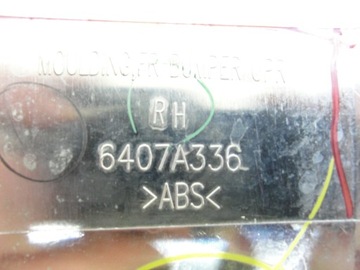 MOULDING,FR BUMPER,UPR
RH
6407A336
>ABS<